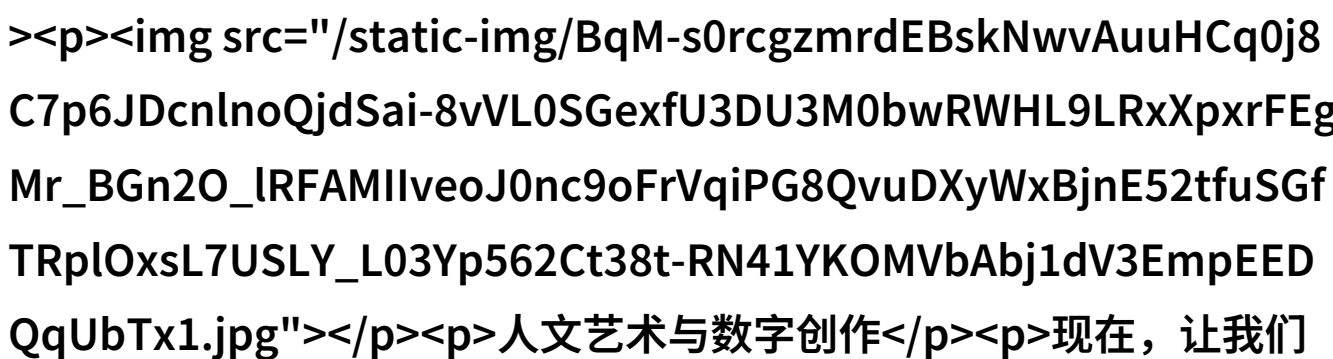 ><p><img src="/static-img/BqM-s0rcgzmrdEBskNwvAuuHCq0j8
C7p6JDcnlnoQjdSai-8vVL0SGexfU3DU3M0bwRWHL9LRxXpxrFEg
Mr_BGn2O_lRFAMIIveoJ0nc9oFrVqiPG8QvuDXyWxBjnE52tfuSGf
TRplOxsL7USLY_L03Yp562Ct38t-RN41YKOMVbAbj1dV3EmpEED
QqUbTx1.jpg"></p><p>人文艺术与数字创作</p><p>现在，让我们